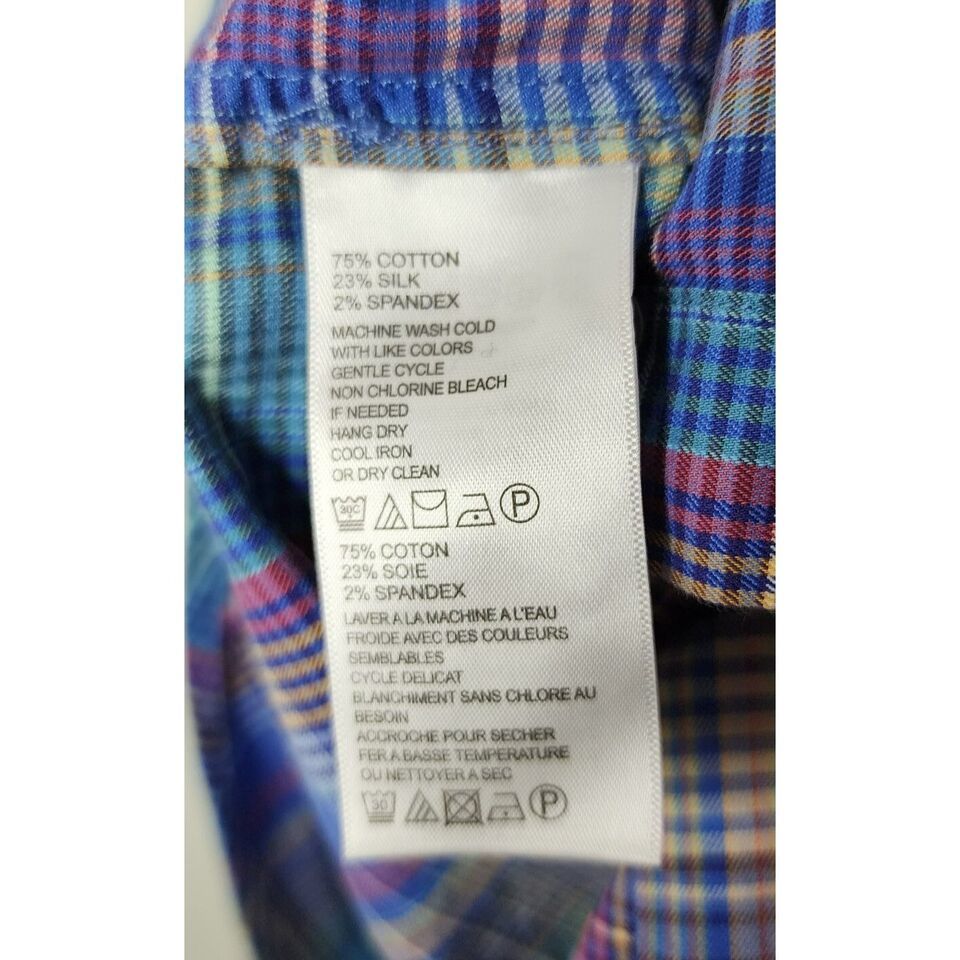 75% COTTON
23% SILK
2% SPANDEX
MACHINE WASH COLD
WITH LIKE COLORS
GENTLE CYCLE
NON CHLORINE BLEACH
IF NEEDED
HANG DRY
COOL IRON
OR DRY CLEAN
30C P
75% COTON
23% SOIE
2% SPANDEX
LAVER A LA MACHINE A L'EAU
FROIDE AVEC DES COULEURS
SEMBLABLES
CYCLE DELICAT
BLANCHIMENT SANS CHLORE AU
BESOIN
ACCROCHE POUR SECHER
FER A BASSE TEMPERATURE
OU NETTOYER A SEC
30 P